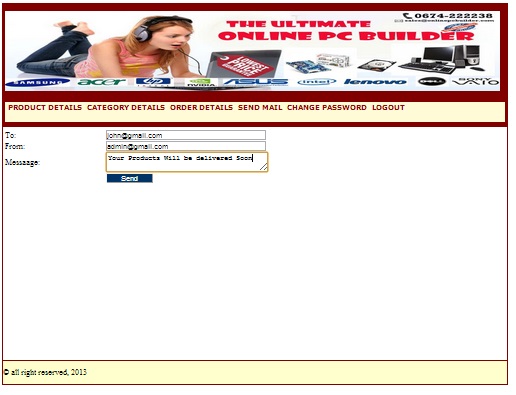 0674-222238
sales@onlinepcbuilder.com
THE ULTIMATE
ONLINE PC BUILDER
LOWEST PRICE
SAMSUNG acer hp NVIDIA ASUS intel lenovo DELL SONY VAIO
PRODUCT DETAILS CATEGORY DETAILS ORDER DETAILS SEND MAIL CHANGE PASSWORD LOGOUT
To: john@gmail.com
From: admin@gmail.com
Message: Your Products Will be delivered Soon
Send
© all right reserved, 2013